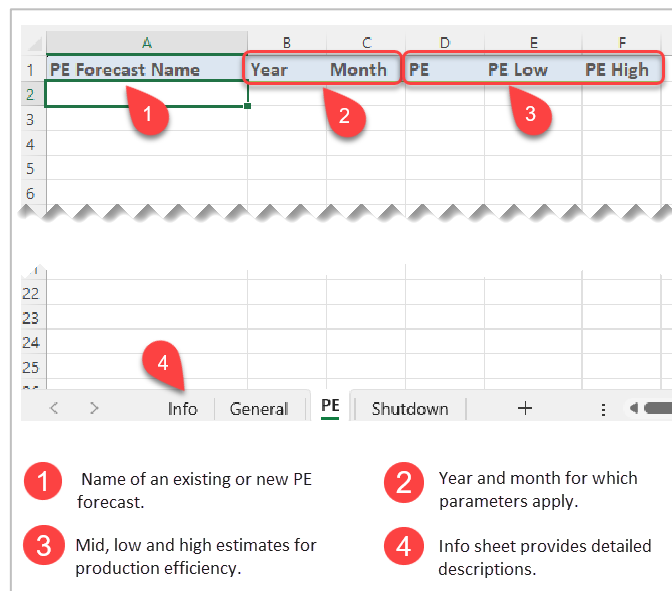 A B C D E F
1 PE Forecast Name Year Month PE PE Low PE High
2
1 2 3
3
4
5
6
22
23
24
25
4
Info General PE Shutdown
1 Name of an existing or new PE
forecast.
2 Year and month for which
parameters apply.
3 Mid, low and high estimates for
production efficiency.
4 Info sheet provides detailed
descriptions.